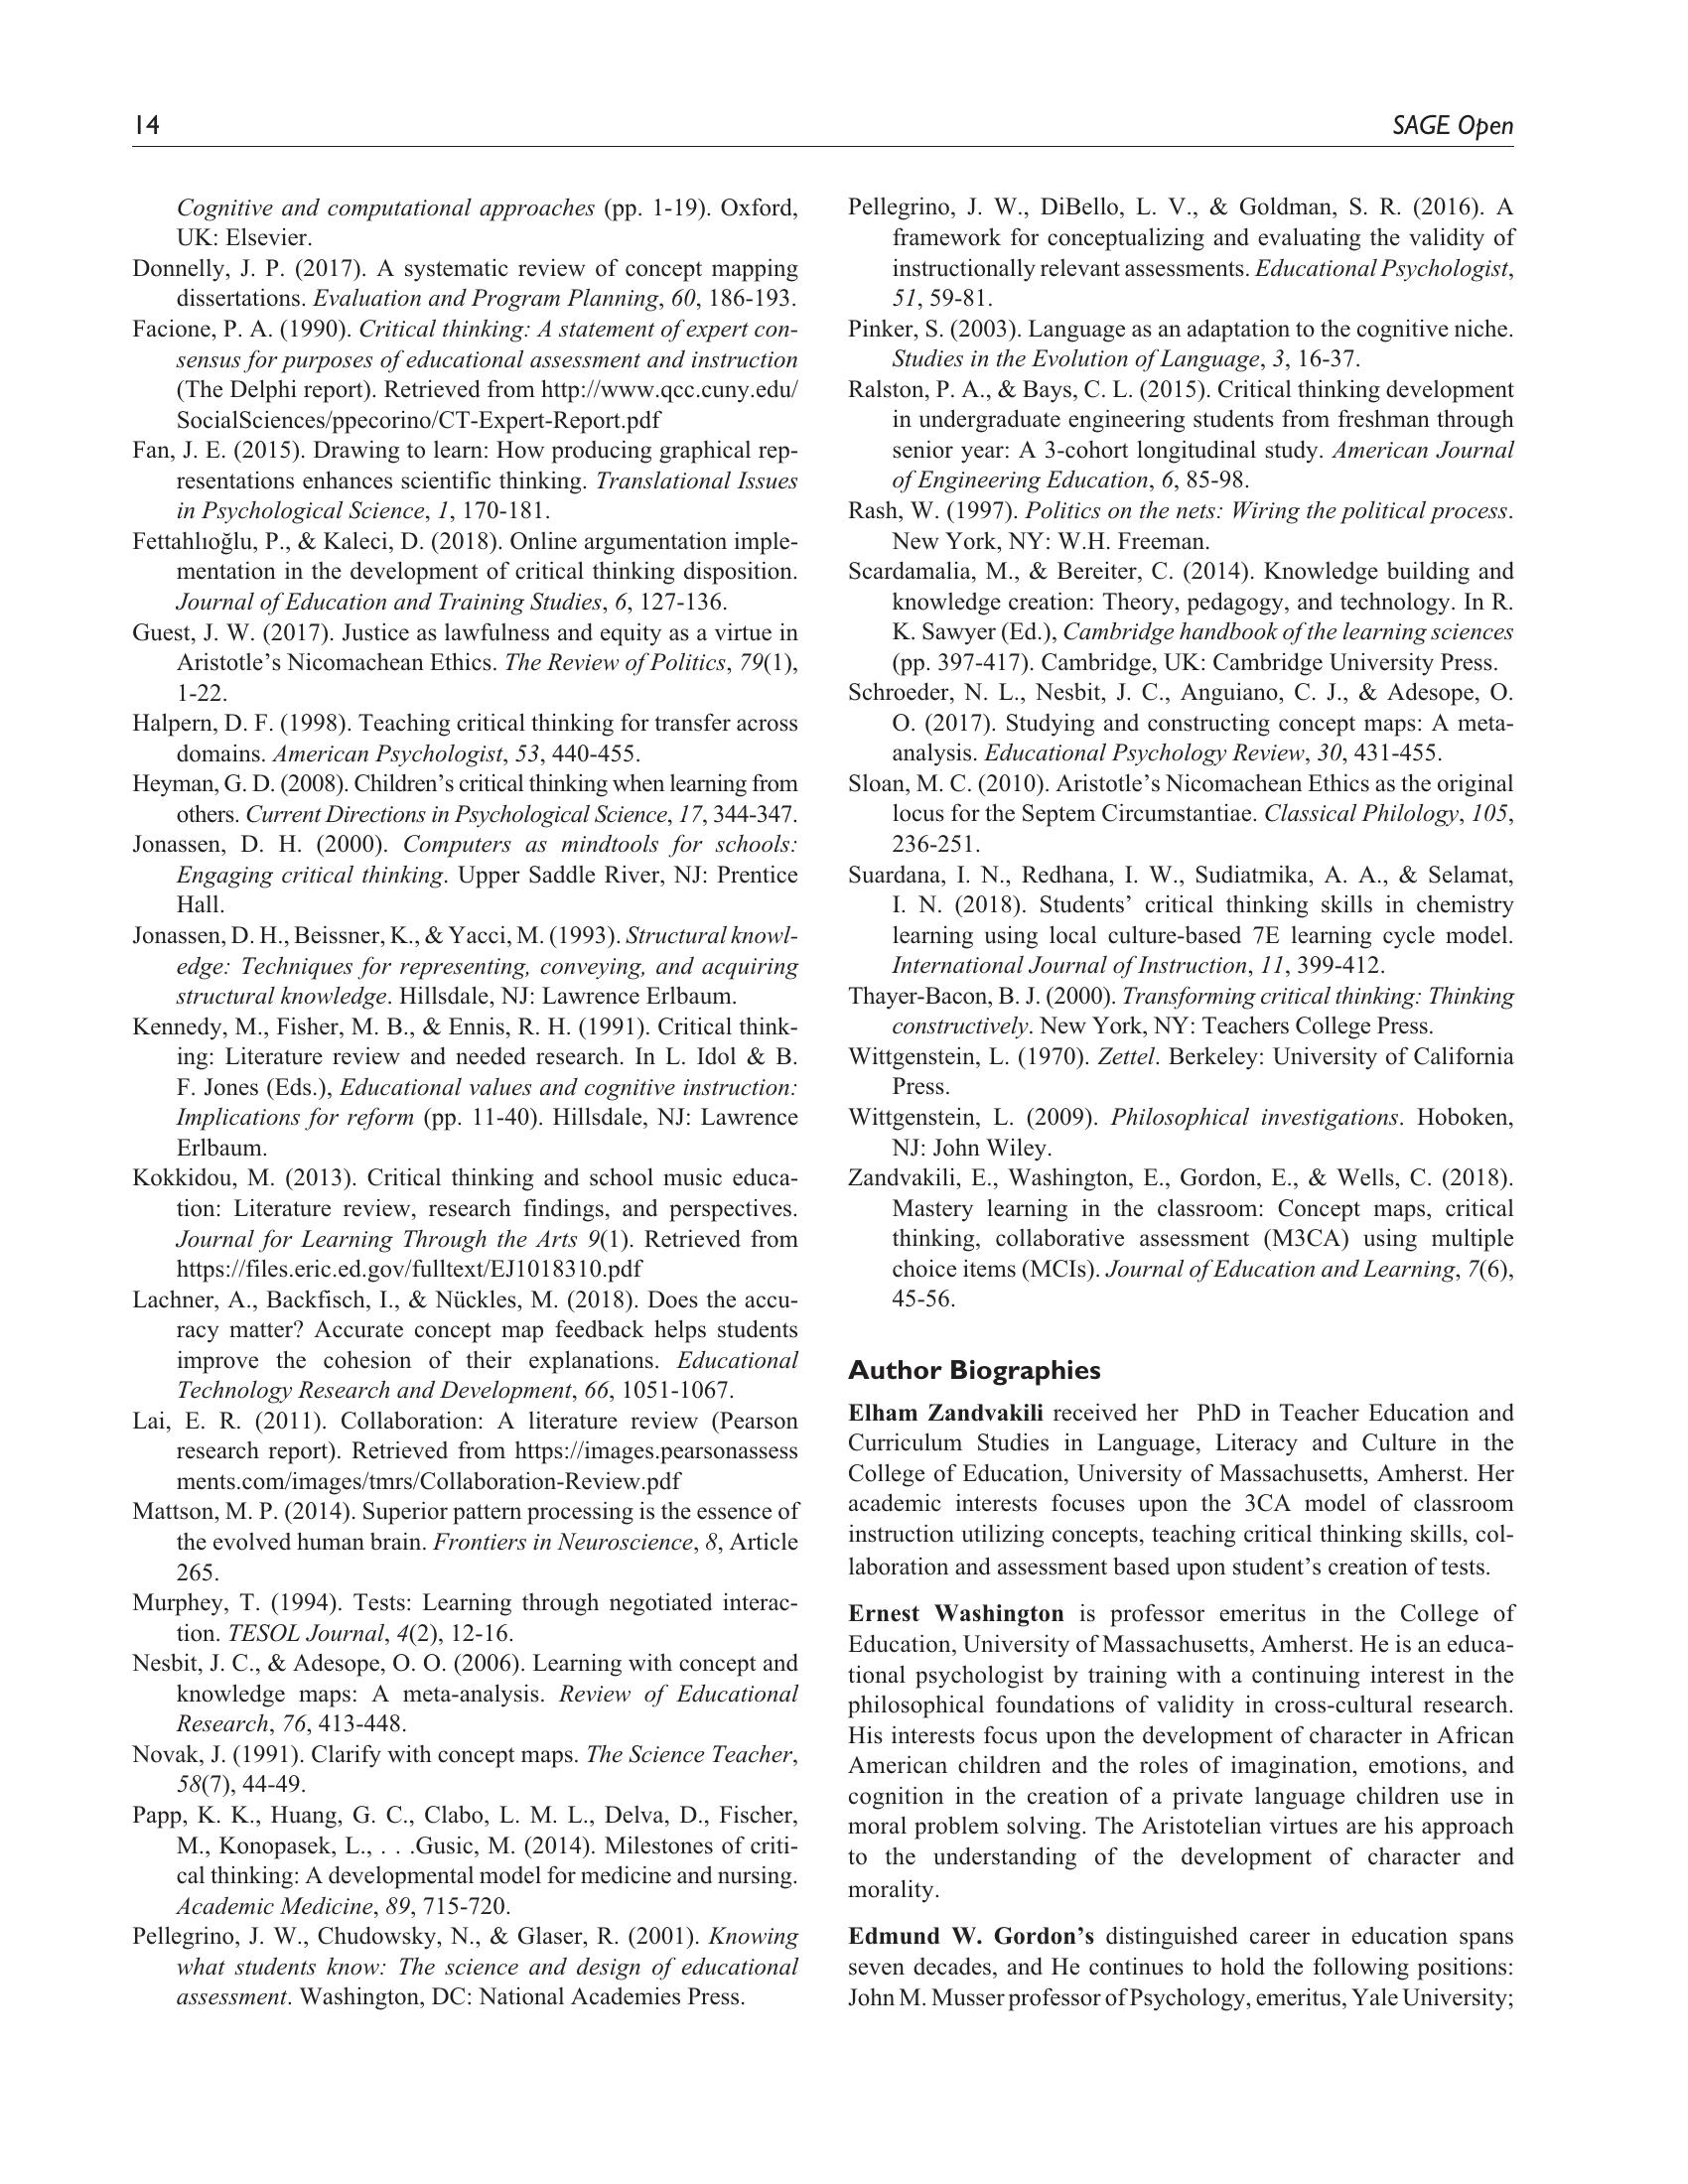 14
SAGE Open
Cognitive and computational approaches (pp. 1-19). Oxford,
UK: Elsevier.
Donnelly, J. P. (2017). A systematic review of concept mapping
dissertations. Evaluation and Program Planning, 60, 186-193.
Facione, P. A. (1990). Critical thinking: A statement of expert con-
sensus for purposes of educational assessment and instruction
(The Delphi report). Retrieved from http://www.qcc.cuny.edu/
SocialSciences/ppecorino/CT-Expert-Report.pdf
Fan, J. E. (2015). Drawing to learn: How producing graphical rep-
resentations enhances scientific thinking. Translational Issues
in Psychological Science, 1, 170-181.
Fettahlıoğlu, P., & Kaleci, D. (2018). Online argumentation imple-
mentation in the development of critical thinking disposition.
Journal of Education and Training Studies, 6, 127-136.
Guest, J. W. (2017). Justice as lawfulness and equity as a virtue in
Aristotle’s Nicomachean Ethics. The Review of Politics, 79(1),
1-22.
Halpern, D. F. (1998). Teaching critical thinking for transfer across
domains. American Psychologist, 53, 440-455.
Heyman, G. D. (2008). Children’s critical thinking when learning from
others. Current Directions in Psychological Science, 17, 344-347.
Jonassen, D. H. (2000). Computers as mindtools for schools:
Engaging critical thinking. Upper Saddle River, NJ: Prentice
Hall.
Jonassen, D. H., Beissner, K., & Yacci, M. (1993). Structural knowl-
edge: Techniques for representing, conveying, and acquiring
structural knowledge. Hillsdale, NJ: Lawrence Erlbaum.
Kennedy, M., Fisher, M. B., & Ennis, R. H. (1991). Critical think-
ing: Literature review and needed research. In L. Idol & B.
F. Jones (Eds.), Educational values and cognitive instruction:
Implications for reform (pp. 11-40). Hillsdale, NJ: Lawrence
Erlbaum.
Kokkidou, M. (2013). Critical thinking and school music educa-
tion: Literature review, research findings, and perspectives.
Journal for Learning Through the Arts 9(1). Retrieved from
https://files.eric.ed.gov/fulltext/EJ1018310.pdf
Lachner, A., Backfisch, I., & Nückles, M. (2018). Does the accu-
racy matter? Accurate concept map feedback helps students
improve the cohesion of their explanations. Educational
Technology Research and Development, 66, 1051-1067.
Lai, E. R. (2011). Collaboration: A literature review (Pearson
research report). Retrieved from https://images.pearsonassess
ments.com/images/tmrs/Collaboration-Review.pdf
Mattson, M. P. (2014). Superior pattern processing is the essence of
the evolved human brain. Frontiers in Neuroscience, 8, Article
265.
Murphey, T. (1994). Tests: Learning through negotiated interac-
tion. TESOL Journal, 4(2), 12-16.
Nesbit, J. C., & Adesope, O. O. (2006). Learning with concept and
knowledge maps: A meta-analysis. Review of Educational
Research, 76, 413-448.
Novak, J. (1991). Clarify with concept maps. The Science Teacher,
58(7), 44-49.
Papp, K. K., Huang, G. C., Clabo, L. M. L., Delva, D., Fischer,
M., Konopasek, L., . . .Gusic, M. (2014). Milestones of criti-
cal thinking: A developmental model for medicine and nursing.
Academic Medicine, 89, 715-720.
Pellegrino, J. W., Chudowsky, N., & Glaser, R. (2001). Knowing
what students know: The science and design of educational
assessment. Washington, DC: National Academies Press.
Pellegrino, J. W., DiBello, L. V., & Goldman, S. R. (2016). A
framework for conceptualizing and evaluating the validity of
instructionally relevant assessments. Educational Psychologist,
51, 59-81.
Pinker, S. (2003). Language as an adaptation to the cognitive niche.
Studies in the Evolution of Language, 3, 16-37.
Ralston, P. A., & Bays, C. L. (2015). Critical thinking development
in undergraduate engineering students from freshman through
senior year: A 3-cohort longitudinal study. American Journal
of Engineering Education, 6, 85-98.
Rash, W. (1997). Politics on the nets: Wiring the political process.
New York, NY: W.H. Freeman.
Scardamalia, M., & Bereiter, C. (2014). Knowledge building and
knowledge creation: Theory, pedagogy, and technology. In R.
K. Sawyer (Ed.), Cambridge handbook of the learning sciences
(pp. 397-417). Cambridge, UK: Cambridge University Press.
Schroeder, N. L., Nesbit, J. C., Anguiano, C. J., & Adesope, O.
O. (2017). Studying and constructing concept maps: A meta-
analysis. Educational Psychology Review, 30, 431-455.
Sloan, M. C. (2010). Aristotle’s Nicomachean Ethics as the original
locus for the Septem Circumstantiae. Classical Philology, 105,
236-251.
Suardana, I. N., Redhana, I. W., Sudiatmika, A. A., & Selamat,
I. N. (2018). Students’ critical thinking skills in chemistry
learning using local culture-based 7E learning cycle model.
International Journal of Instruction, 11, 399-412.
Thayer-Bacon, B. J. (2000). Transforming critical thinking: Thinking
constructively. New York, NY: Teachers College Press.
Wittgenstein, L. (1970). Zettel. Berkeley: University of California
Press.
Wittgenstein, L. (2009). Philosophical investigations. Hoboken,
NJ: John Wiley.
Zandvakili, E., Washington, E., Gordon, E., & Wells, C. (2018).
Mastery learning in the classroom: Concept maps, critical
thinking, collaborative assessment (M3CA) using multiple
choice items (MCIs). Journal of Education and Learning, 7(6),
45-56.
Author Biographies
Elham Zandvakili received her PhD in Teacher Education and
Curriculum Studies in Language, Literacy and Culture in the
College of Education, University of Massachusetts, Amherst. Her
academic interests focuses upon the 3CA model of classroom
instruction utilizing concepts, teaching critical thinking skills, col-
laboration and assessment based upon student’s creation of tests.
Ernest Washington is professor emeritus in the College of
Education, University of Massachusetts, Amherst. He is an educa-
tional psychologist by training with a continuing interest in the
philosophical foundations of validity in cross-cultural research.
His interests focus upon the development of character in African
American children and the roles of imagination, emotions, and
cognition in the creation of a private language children use in
moral problem solving. The Aristotelian virtues are his approach
to the understanding of the development of character and
morality.
Edmund W. Gordon’s distinguished career in education spans
seven decades, and He continues to hold the following positions:
John M. Musser professor of Psychology, emeritus, Yale University;